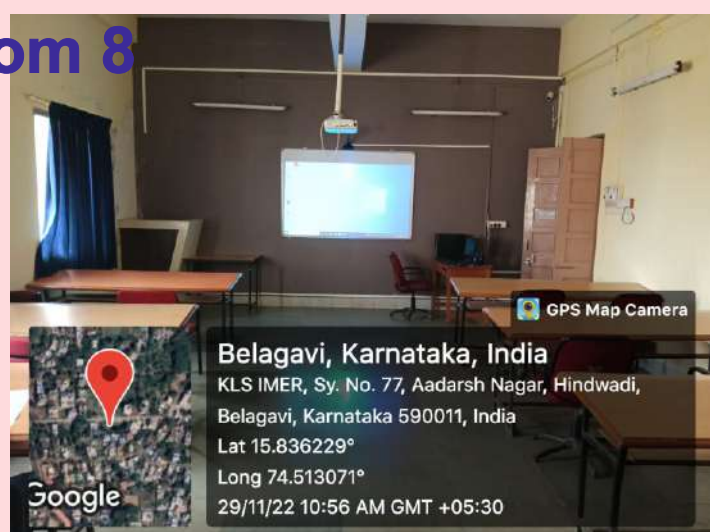 om 8
GPS Map Camera
Belagavi, Karnataka, India
KLS IMER, Sy. No. 77, Aadarsh Nagar, Hindwadi,
Belagavi, Karnataka 590011, India
Lat 15.836229°
Long 74.513071°
29/11/22 10:56 AM GMT +05:30
Google